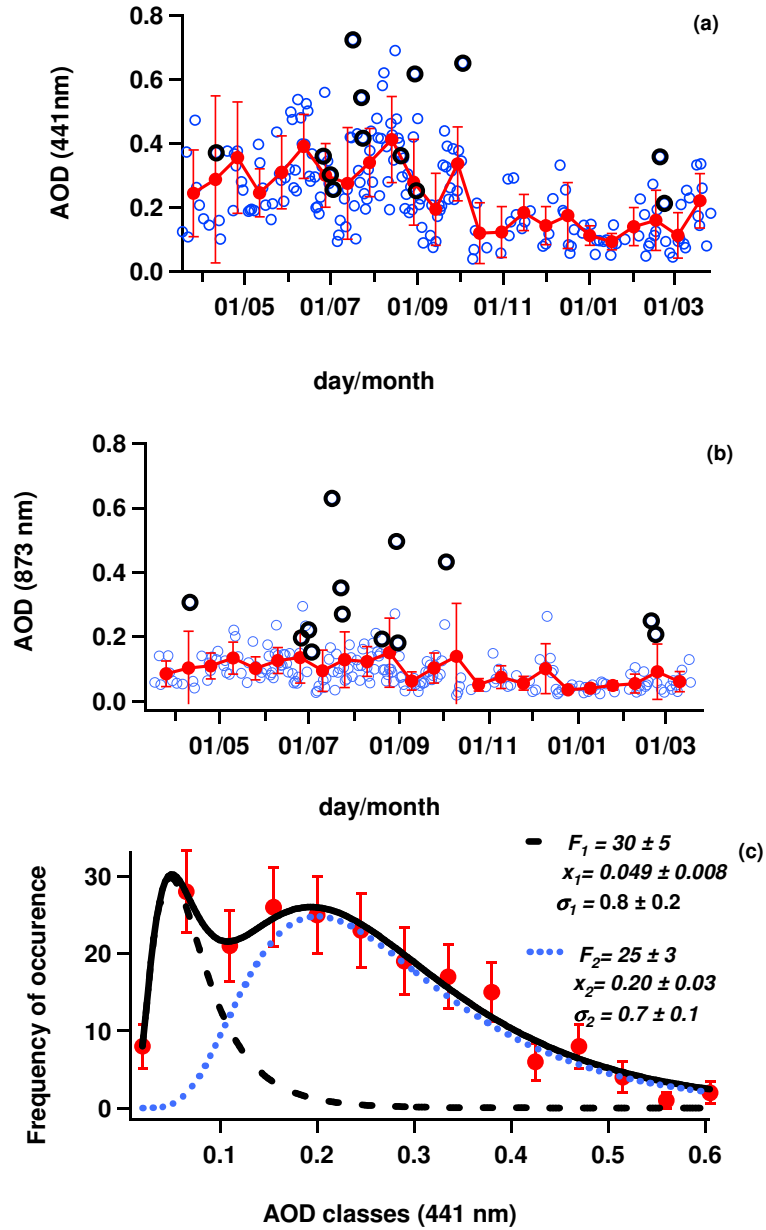 (a)
0.8
0.6
0.4
0.2
0.0
AOD (441nm)
01/05 01/07 01/09 01/11 01/01 01/03
day/month
(b)
0.8
0.6
0.4
0.2
0.0
AOD (873 nm)
01/05 01/07 01/09 01/11 01/01 01/03
day/month
(c)
F1 = 30 ± 5
x1= 0.049 ± 0.008
σ1 = 0.8 ± 0.2
F2= 25 ± 3
x2= 0.20 ± 0.03
σ2 = 0.7 ± 0.1
30
20
10
0
Frequency of occurence
0.1 0.2 0.3 0.4 0.5 0.6
AOD classes (441 nm)